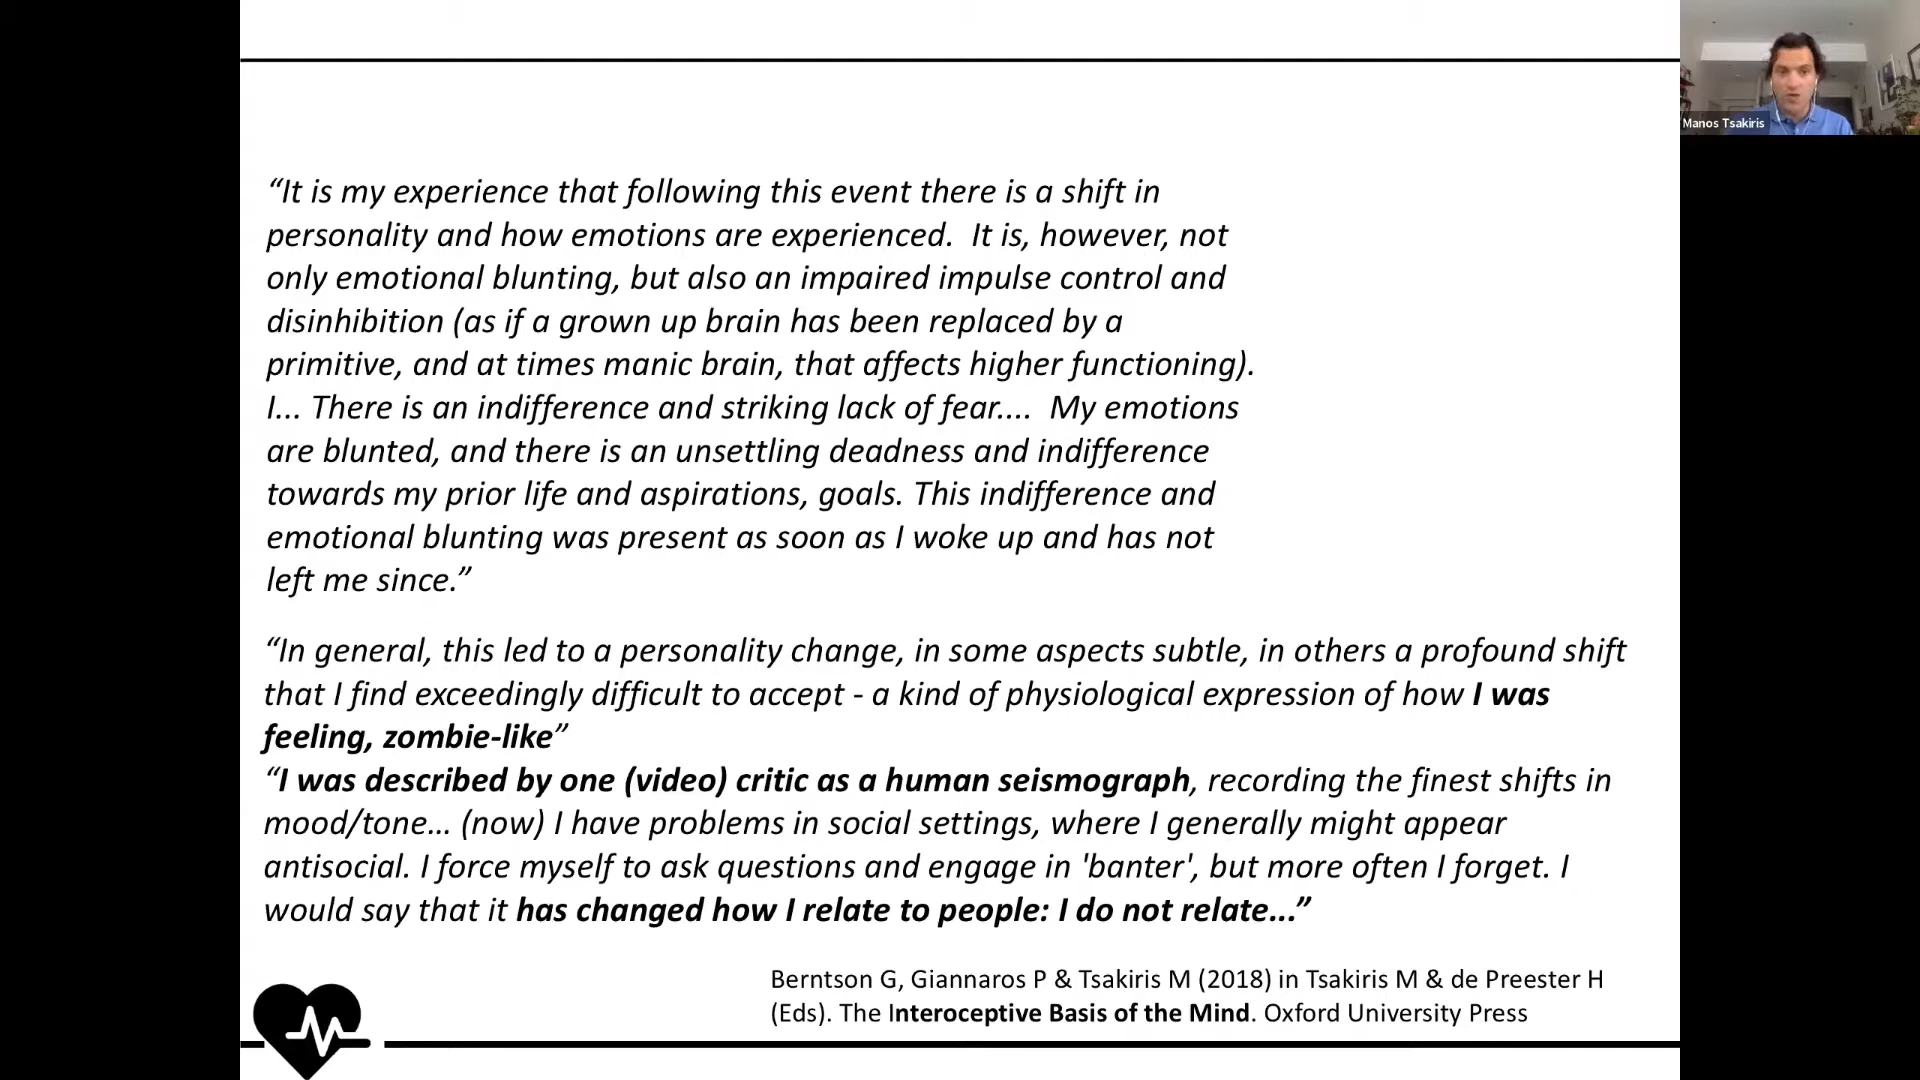 Manos Tsakiris
“It is my experience that following this event there is a shift in
personality and how emotions are experienced.  It is, however, not
only emotional blunting, but also an impaired impulse control and
disinhibition (as if a grown up brain has been replaced by a
primitive, and at times manic brain, that affects higher functioning).
I... There is an indifference and striking lack of fear....  My emotions
are blunted, and there is an unsettling deadness and indifference
towards my prior life and aspirations, goals. This indifference and
emotional blunting was present as soon as I woke up and has not
left me since.”
“In general, this led to a personality change, in some aspects subtle, in others a profound shift
that I find exceedingly difficult to accept - a kind of physiological expression of how I was
feeling, zombie-like”
“I was described by one (video) critic as a human seismograph, recording the finest shifts in
mood/tone… (now) I have problems in social settings, where I generally might appear
antisocial. I force myself to ask questions and engage in 'banter', but more often I forget. I
would say that it has changed how I relate to people: I do not relate...”
Berntson G, Giannaros P & Tsakiris M (2018) in Tsakiris M & de Preester H
(Eds). The Interoceptive Basis of the Mind. Oxford University Press